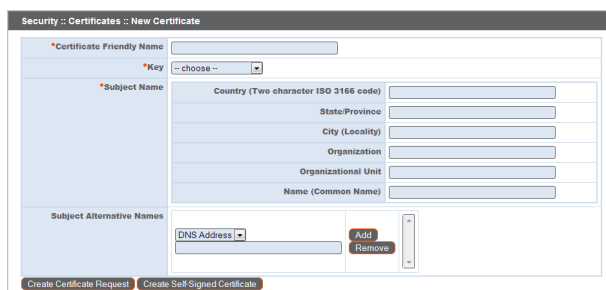 Security :: Certificates :: New Certificate
*Certificate Friendly Name
*Key -- choose --
*Subject Name
Country (Two character ISO 3166 code)
State/Province
City (Locality)
Organization
Organizational Unit
Name (Common Name)
Subject Alternative Names
DNS Address Add
Remove
Create Certificate Request Create Self-Signed Certificate